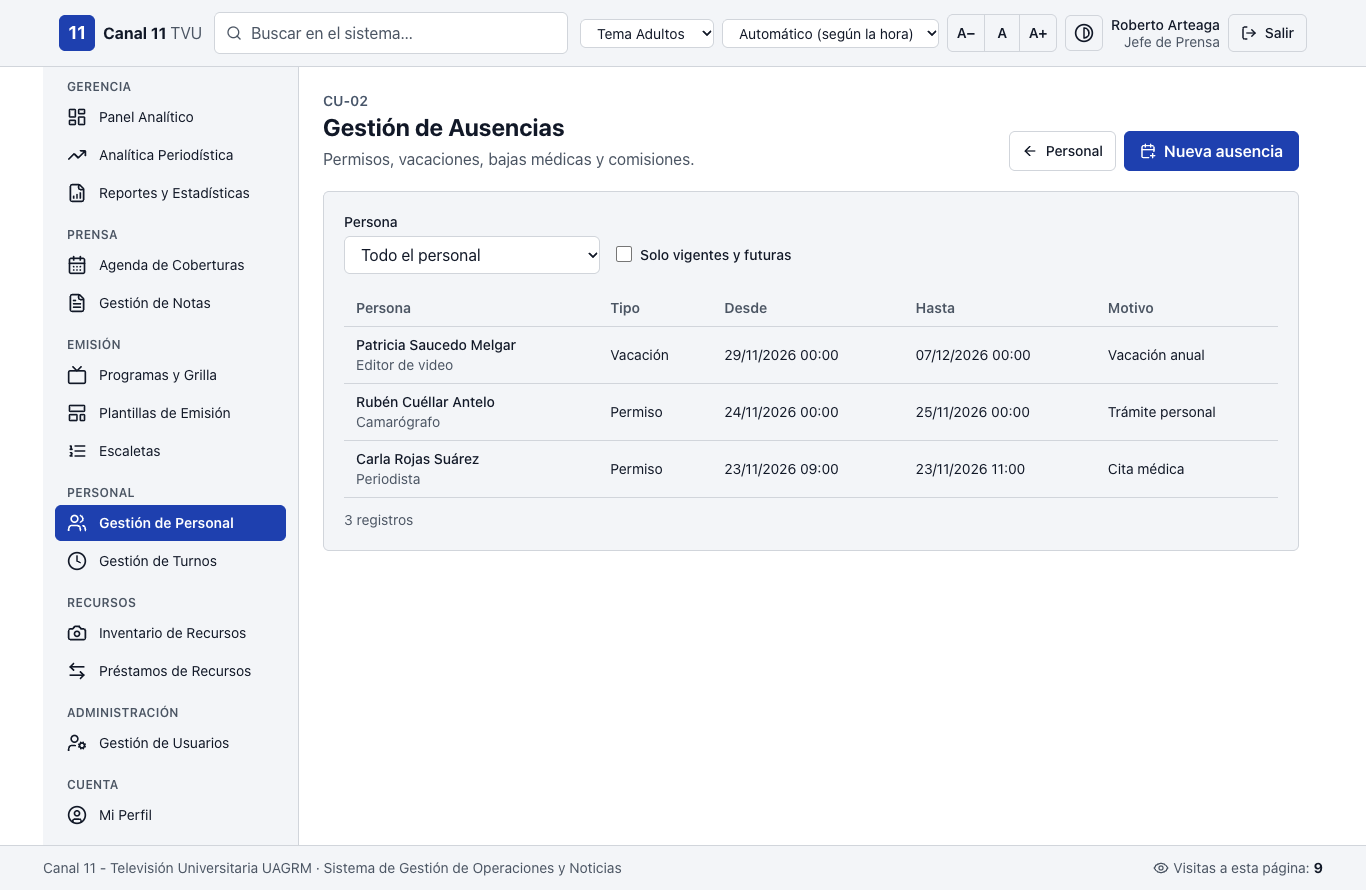 11 Canal 11 TVU
Buscar en el sistema...
Tema Adultos
Automático (según la hora)
A− A A+
Roberto Arteaga
Jefe de Prensa
Salir
GERENCIA
Panel Analítico
Analítica Periodística
Reportes y Estadísticas
PRENSA
Agenda de Coberturas
Gestión de Notas
EMISIÓN
Programas y Grilla
Plantillas de Emisión
Escaletas
PERSONAL
Gestión de Personal
Gestión de Turnos
RECURSOS
Inventario de Recursos
Préstamos de Recursos
ADMINISTRACIÓN
Gestión de Usuarios
CUENTA
Mi Perfil
CU-02
Gestión de Ausencias
Permisos, vacaciones, bajas médicas y comisiones.
Personal
Nueva ausencia
Persona
Todo el personal
Solo vigentes y futuras
Persona Tipo Desde Hasta Motivo
Patricia Saucedo Melgar
Editor de video
Vacación 29/11/2026 00:00 07/12/2026 00:00 Vacación anual
Rubén Cuéllar Antelo
Camarógrafo
Permiso 24/11/2026 00:00 25/11/2026 00:00 Trámite personal
Carla Rojas Suárez
Periodista
Permiso 23/11/2026 09:00 23/11/2026 11:00 Cita médica
3 registros
Canal 11 - Televisión Universitaria UAGRM · Sistema de Gestión de Operaciones y Noticias
Visitas a esta página: 9